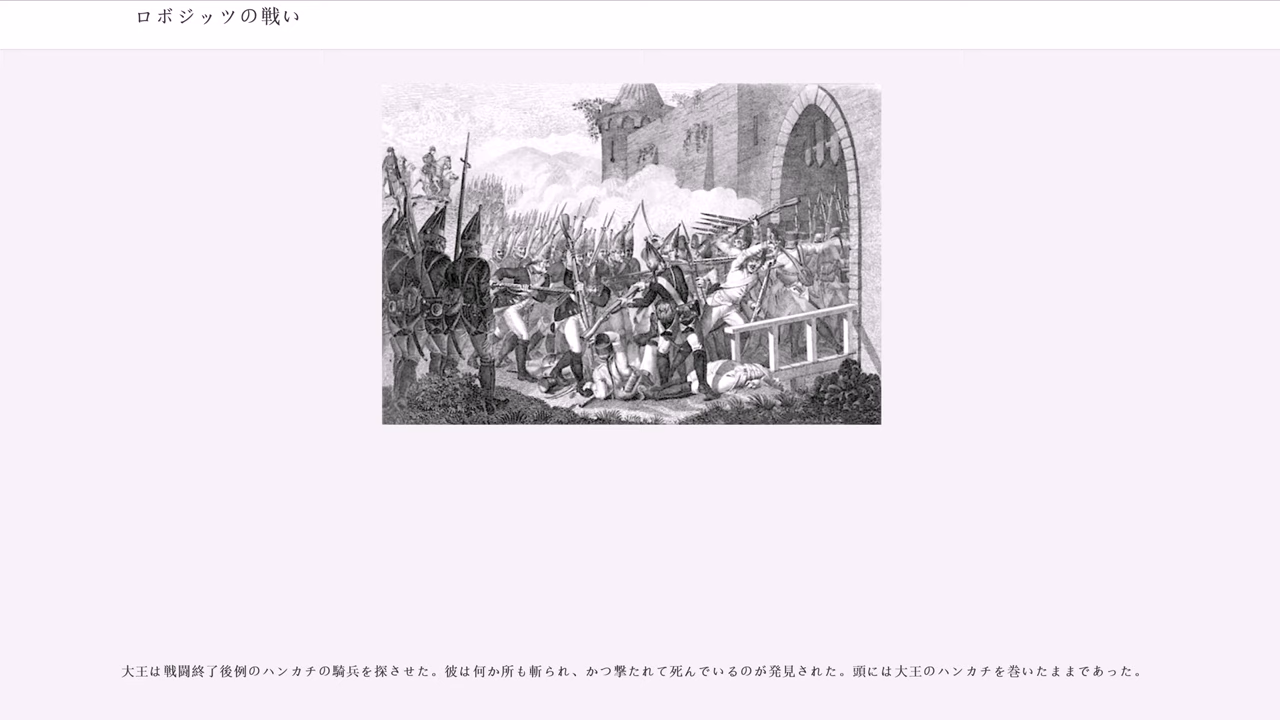 ロボジッツの戦い
大王は戦闘終了後例のハンカチの騎兵を探させた。彼は何か所も斬られ、かつ撃たれて死んでいるのが発見された。頭には大王のハンカチを巻いたままであった。